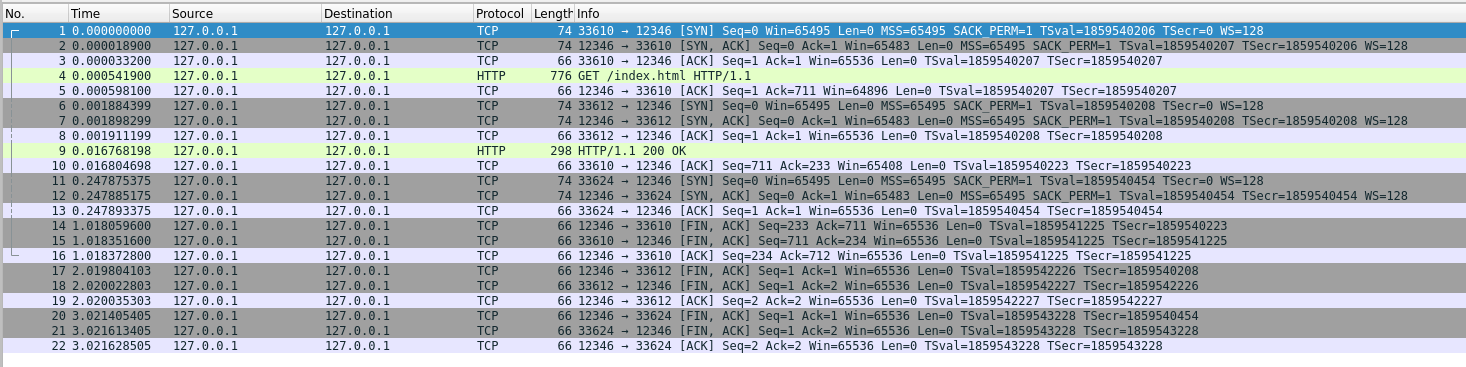 No. Time Source Destination Protocol Length Info
1 0.000000000 127.0.0.1 127.0.0.1 TCP 74 33610 → 12346 [SYN] Seq=0 Win=65495 Len=0 MSS=65495 SACK_PERM=1 TSval=1859540206 TSecr=0 WS=128
2 0.000018900 127.0.0.1 127.0.0.1 TCP 74 12346 → 33610 [SYN, ACK] Seq=0 Ack=1 Win=65483 Len=0 MSS=65495 SACK_PERM=1 TSval=1859540207 TSecr=1859540206 WS=128
3 0.000033200 127.0.0.1 127.0.0.1 TCP 66 33610 → 12346 [ACK] Seq=1 Ack=1 Win=65536 Len=0 TSval=1859540207 TSecr=1859540207
4 0.000541900 127.0.0.1 127.0.0.1 HTTP 776 GET /index.html HTTP/1.1
5 0.000598100 127.0.0.1 127.0.0.1 TCP 66 12346 → 33610 [ACK] Seq=1 Ack=711 Win=64896 Len=0 TSval=1859540207 TSecr=1859540207
6 0.001884399 127.0.0.1 127.0.0.1 TCP 74 33612 → 12346 [SYN] Seq=0 Win=65495 Len=0 MSS=65495 SACK_PERM=1 TSval=1859540208 TSecr=0 WS=128
7 0.001898299 127.0.0.1 127.0.0.1 TCP 74 12346 → 33612 [SYN, ACK] Seq=0 Ack=1 Win=65483 Len=0 MSS=65495 SACK_PERM=1 TSval=1859540208 TSecr=1859540208 WS=128
8 0.001911199 127.0.0.1 127.0.0.1 TCP 66 33612 → 12346 [ACK] Seq=1 Ack=1 Win=65536 Len=0 TSval=1859540208 TSecr=1859540208
9 0.016768198 127.0.0.1 127.0.0.1 HTTP 298 HTTP/1.1 200 OK
10 0.016804698 127.0.0.1 127.0.0.1 TCP 66 33610 → 12346 [ACK] Seq=711 Ack=233 Win=65408 Len=0 TSval=1859540223 TSecr=1859540223
11 0.247875375 127.0.0.1 127.0.0.1 TCP 74 33624 → 12346 [SYN] Seq=0 Win=65495 Len=0 MSS=65495 SACK_PERM=1 TSval=1859540454 TSecr=0 WS=128
12 0.247885175 127.0.0.1 127.0.0.1 TCP 74 12346 → 33624 [SYN, ACK] Seq=0 Ack=1 Win=65483 Len=0 MSS=65495 SACK_PERM=1 TSval=1859540454 TSecr=1859540454 WS=128
13 0.247893375 127.0.0.1 127.0.0.1 TCP 66 33624 → 12346 [ACK] Seq=1 Ack=1 Win=65536 Len=0 TSval=1859540454 TSecr=1859540454
14 1.018059600 127.0.0.1 127.0.0.1 TCP 66 12346 → 33610 [FIN, ACK] Seq=233 Ack=711 Win=65536 Len=0 TSval=1859541225 TSecr=1859540223
15 1.018351600 127.0.0.1 127.0.0.1 TCP 66 33610 → 12346 [FIN, ACK] Seq=711 Ack=234 Win=65536 Len=0 TSval=1859541225 TSecr=1859541225
16 1.018372800 127.0.0.1 127.0.0.1 TCP 66 12346 → 33610 [ACK] Seq=234 Ack=712 Win=65536 Len=0 TSval=1859541225 TSecr=1859541225
17 2.019804103 127.0.0.1 127.0.0.1 TCP 66 12346 → 33612 [FIN, ACK] Seq=1 Ack=1 Win=65536 Len=0 TSval=1859542226 TSecr=1859540208
18 2.020022803 127.0.0.1 127.0.0.1 TCP 66 33612 → 12346 [FIN, ACK] Seq=1 Ack=2 Win=65536 Len=0 TSval=1859542227 TSecr=1859542226
19 2.020035303 127.0.0.1 127.0.0.1 TCP 66 12346 → 33612 [ACK] Seq=2 Ack=2 Win=65536 Len=0 TSval=1859542227 TSecr=1859542227
20 3.021405405 127.0.0.1 127.0.0.1 TCP 66 12346 → 33624 [FIN, ACK] Seq=1 Ack=1 Win=65536 Len=0 TSval=1859543228 TSecr=1859540454
21 3.021613405 127.0.0.1 127.0.0.1 TCP 66 33624 → 12346 [FIN, ACK] Seq=1 Ack=2 Win=65536 Len=0 TSval=1859543228 TSecr=1859543228
22 3.021628505 127.0.0.1 127.0.0.1 TCP 66 12346 → 33624 [ACK] Seq=2 Ack=2 Win=65536 Len=0 TSval=1859543228 TSecr=1859543228